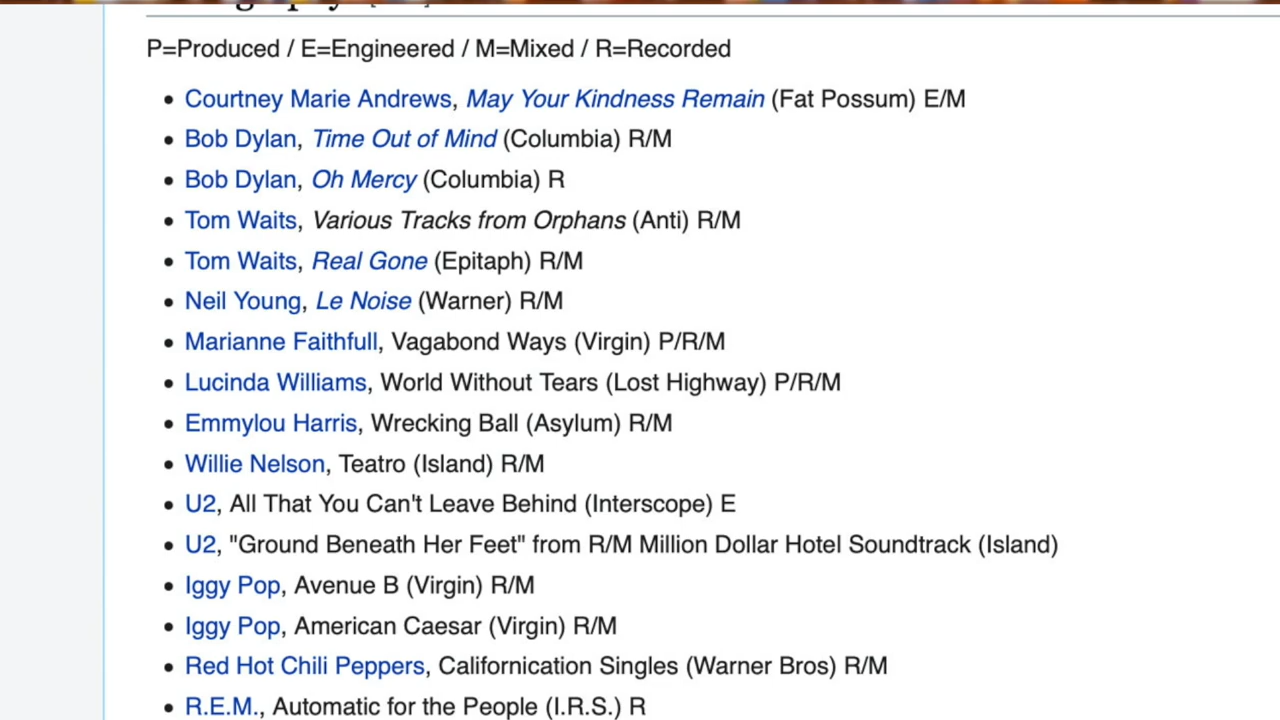 P=Produced / E=Engineered / M=Mixed / R=Recorded
Courtney Marie Andrews, May Your Kindness Remain (Fat Possum) E/M
Bob Dylan, Time Out of Mind (Columbia) R/M
Bob Dylan, Oh Mercy (Columbia) R
Tom Waits, Various Tracks from Orphans (Anti) R/M
Tom Waits, Real Gone (Epitaph) R/M
Neil Young, Le Noise (Warner) R/M
Marianne Faithfull, Vagabond Ways (Virgin) P/R/M
Lucinda Williams, World Without Tears (Lost Highway) P/R/M
Emmylou Harris, Wrecking Ball (Asylum) R/M
Willie Nelson, Teatro (Island) R/M
U2, All That You Can't Leave Behind (Interscope) E
U2, "Ground Beneath Her Feet" from R/M Million Dollar Hotel Soundtrack (Island)
Iggy Pop, Avenue B (Virgin) R/M
Iggy Pop, American Caesar (Virgin) R/M
Red Hot Chili Peppers, Californication Singles (Warner Bros) R/M
R.E.M., Automatic for the People (I.R.S.) R